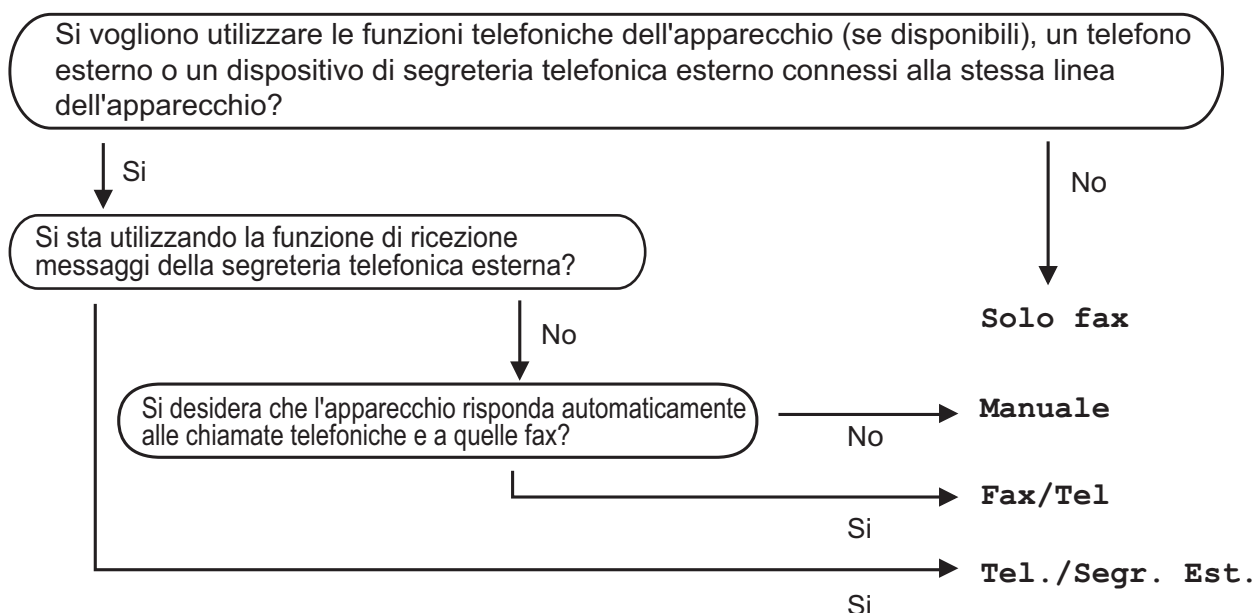 Si vogliono utilizzare le funzioni telefoniche dell'apparecchio (se disponibili), un telefono
esterno o un dispositivo di segreteria telefonica esterno connessi alla stessa linea
dell'apparecchio?
Si
No
Si sta utilizzando la funzione di ricezione
messaggi della segreteria telefonica esterna?
Solo fax
No
Si desidera che l'apparecchio risponda automaticamente
alle chiamate telefoniche e a quelle fax?
No
Manuale
Si
Fax/Tel
Si
Tel./Segr. Est.